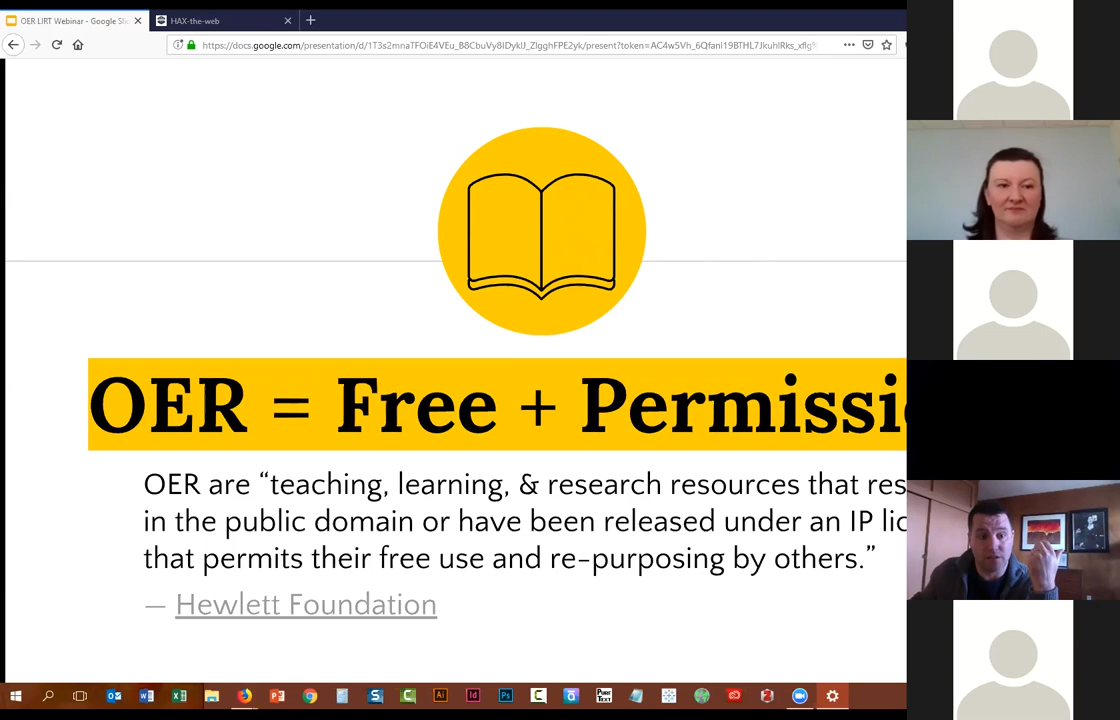 OER LIRT Webinar - Google Sli
HAX-the-web
OER = Free + Permissi
OER are “teaching, learning, & research resources that res
in the public domain or have been released under an IP lic
that permits their free use and re-purposing by others.”
— Hewlett Foundation
PURE
TEXT